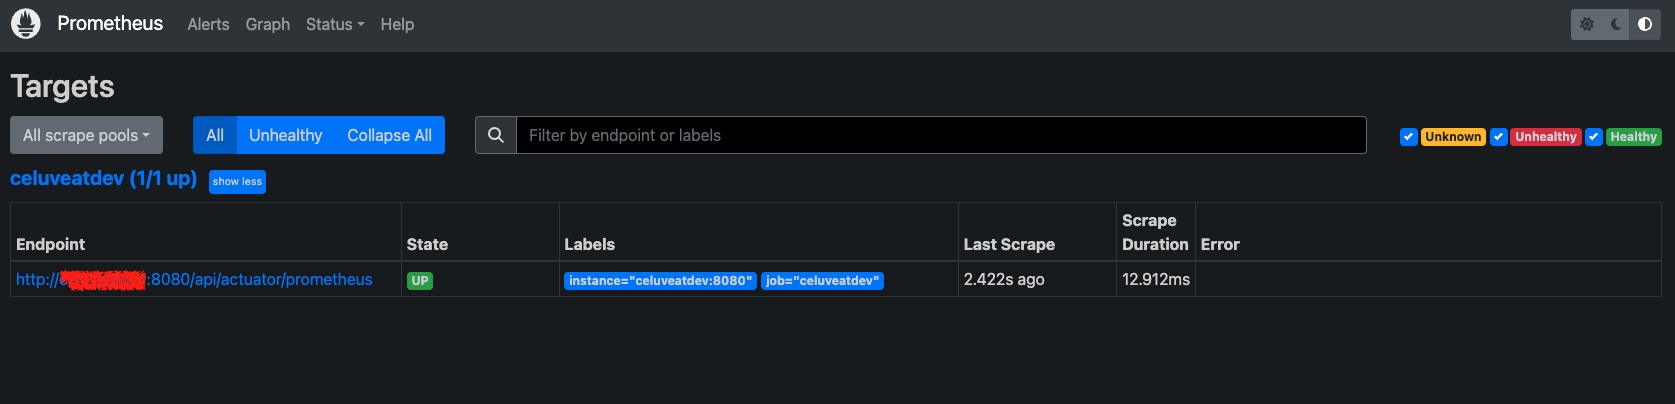 Prometheus Alerts Graph Status Help
Targets
All scrape pools All Unhealthy Collapse All Filter by endpoint or labels Unknown Unhealthy Healthy
celuveatdev (1/1 up) show less
Endpoint State Labels Last Scrape Scrape Duration Error
http:// :8080/api/actuator/prometheus UP instance="celuveatdev:8080" job="celuveatdev" 2.422s ago 12.912ms